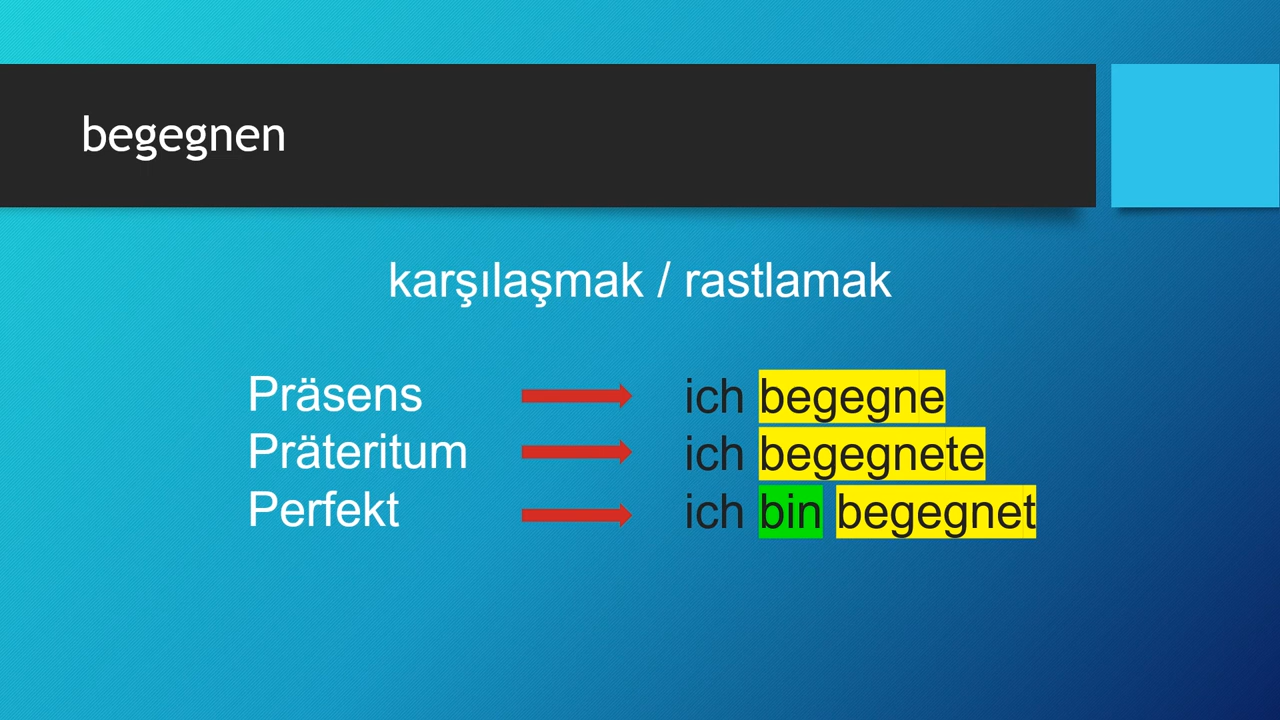 begegnen
karşılaşmak / rastlamak
Präsens ich begegne
Präteritum ich begegnete
Perfekt ich bin begegnet